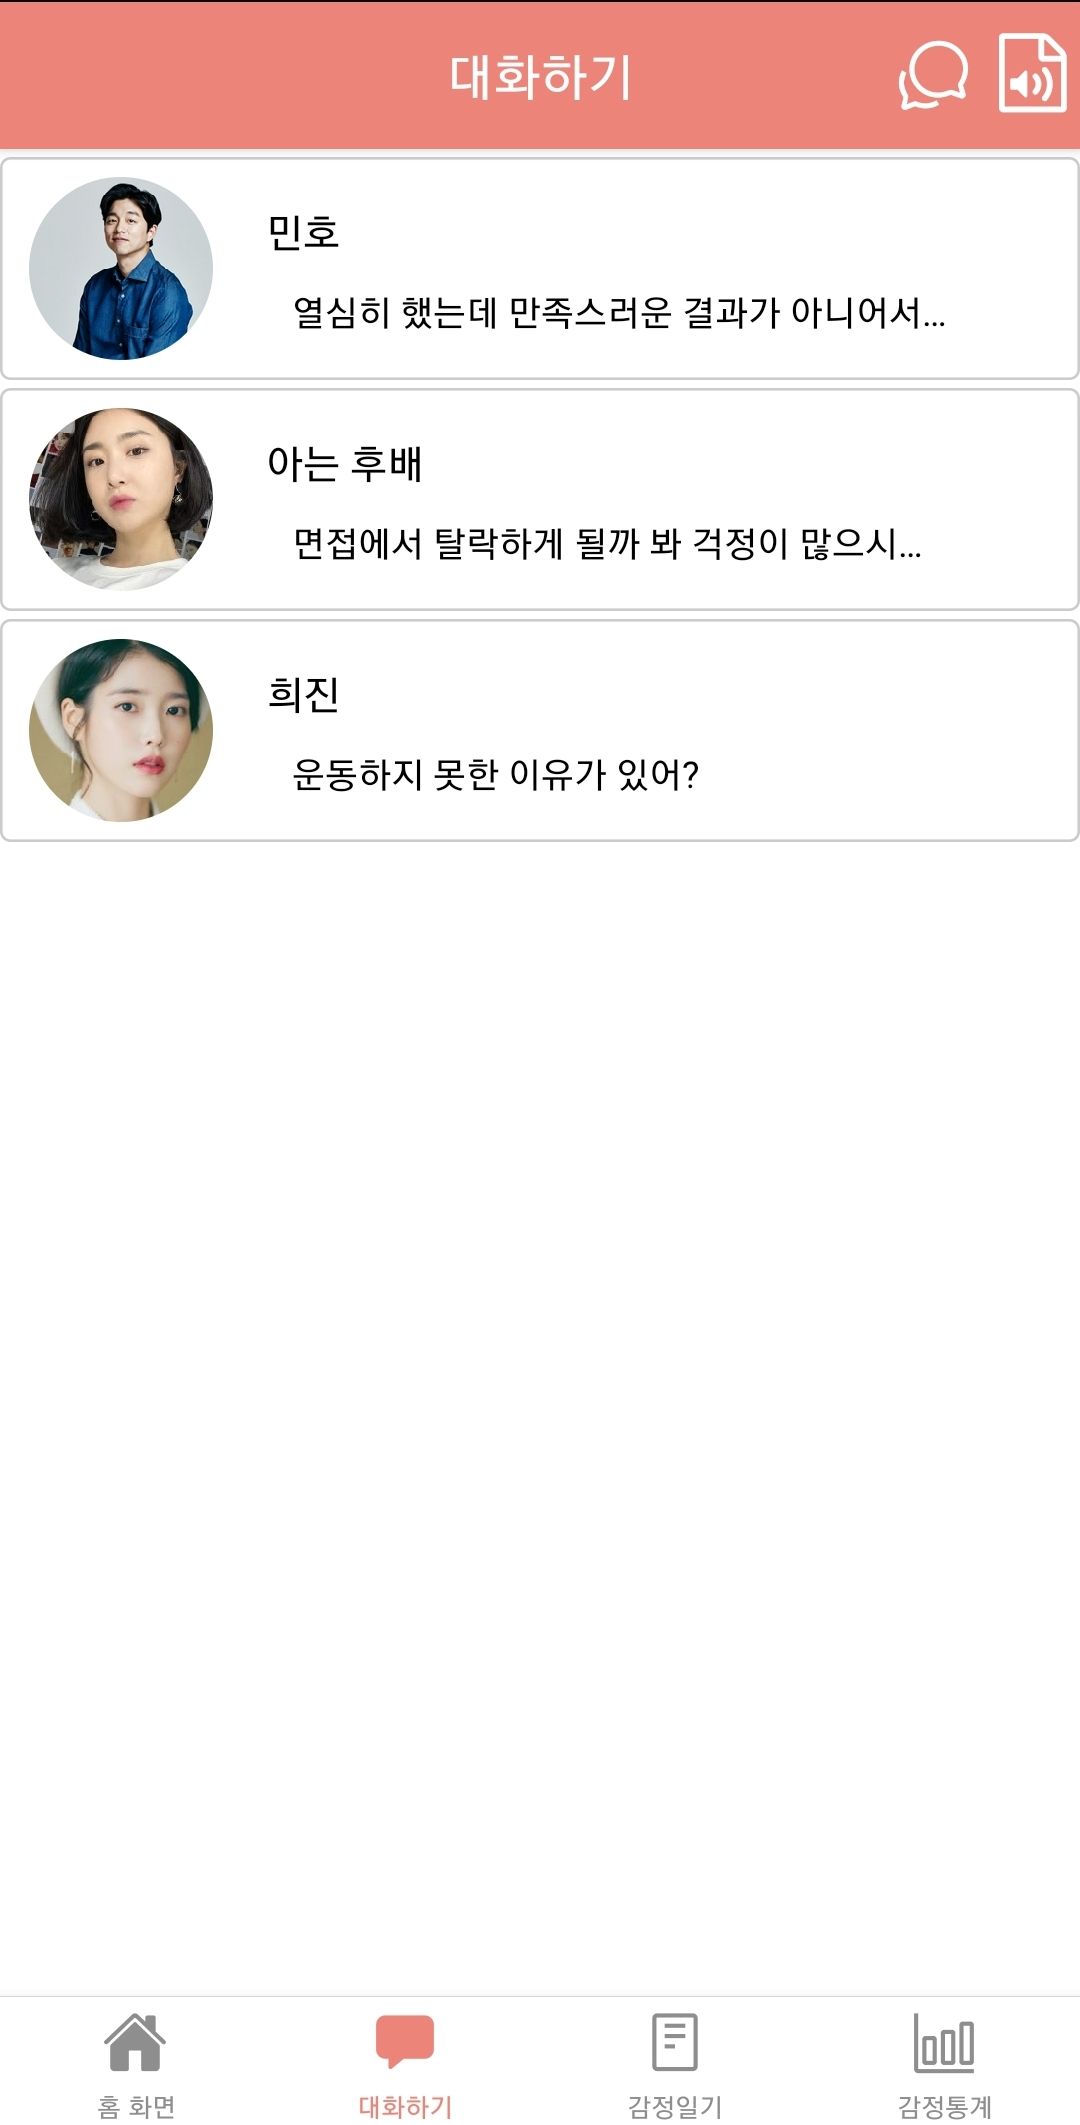 대화하기
민호
열심히 했는데 만족스러운 결과가 아니어서...
아는 후배
면접에서 탈락하게 될까 봐 걱정이 많으시...
희진
운동하지 못한 이유가 있어?
홈 화면
대화하기
감정일기
감정통계